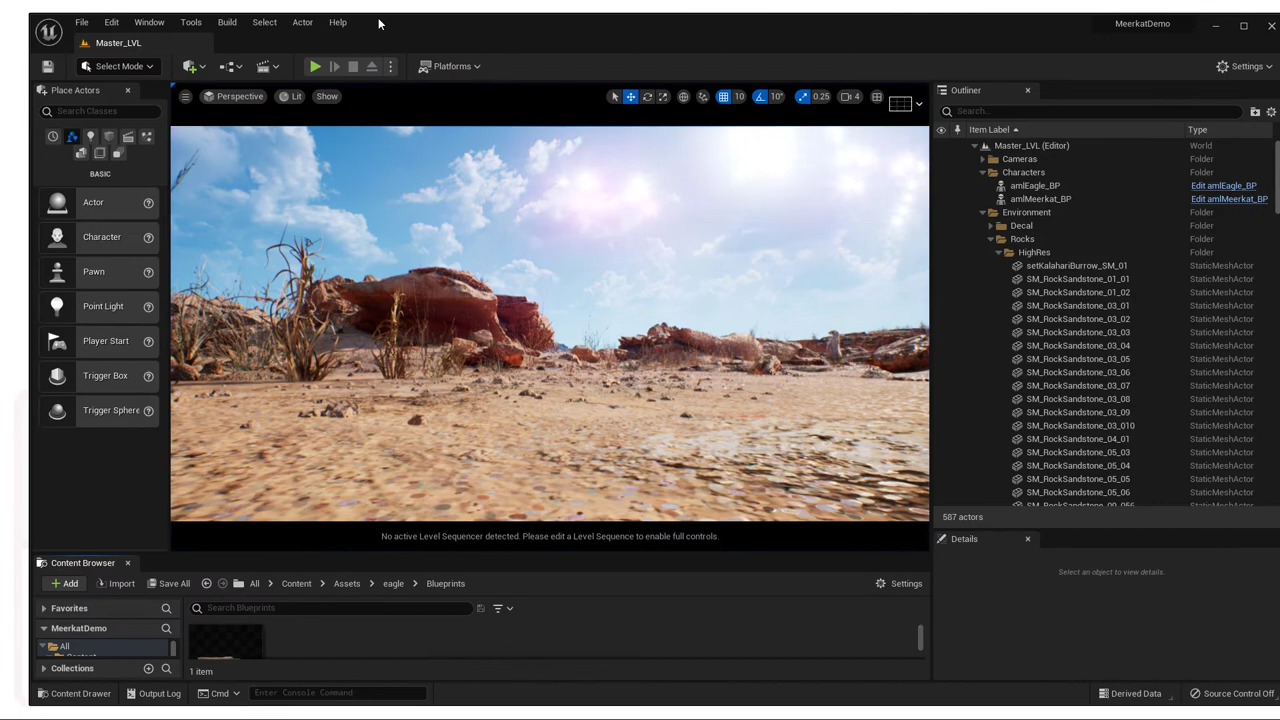 File Edit Window Tools Build Select Actor Help
MeerkatDemo
Master_LVL
Select Mode
Platforms
Settings
Place Actors
Search Classes
BASIC
Actor
Character
Pawn
Point Light
Player Start
Trigger Box
Trigger Sphere
Perspective Lit Show
10 10° 0.25 4
No active Level Sequencer detected. Please edit a Level Sequence to enable full controls.
Outliner
Search...
Item Label Type
Master_LVL (Editor) World
Cameras Folder
Characters Folder
amlEagle_BP Edit amlEagle_BP
amlMeerkat_BP Edit amlMeerkat_BP
Environment Folder
Decal Folder
Rocks Folder
HighRes Folder
setKalahariBurrow_SM_01 StaticMeshActor
SM_RockSandstone_01_01 StaticMeshActor
SM_RockSandstone_01_02 StaticMeshActor
SM_RockSandstone_03_01 StaticMeshActor
SM_RockSandstone_03_02 StaticMeshActor
SM_RockSandstone_03_03 StaticMeshActor
SM_RockSandstone_03_04 StaticMeshActor
SM_RockSandstone_03_05 StaticMeshActor
SM_RockSandstone_03_06 StaticMeshActor
SM_RockSandstone_03_07 StaticMeshActor
SM_RockSandstone_03_08 StaticMeshActor
SM_RockSandstone_03_09 StaticMeshActor
SM_RockSandstone_03_010 StaticMeshActor
SM_RockSandstone_04_01 StaticMeshActor
SM_RockSandstone_05_03 StaticMeshActor
SM_RockSandstone_05_04 StaticMeshActor
SM_RockSandstone_05_05 StaticMeshActor
SM_RockSandstone_05_06 StaticMeshActor
587 actors
Details
Select an object to view details.
Content Browser
Add Import Save All All Content Assets eagle Blueprints Settings
Favorites
Search Blueprints
MeerkatDemo
All
Collections
1 item
Content Drawer Output Log Cmd Enter Console Command Derived Data Source Control Off